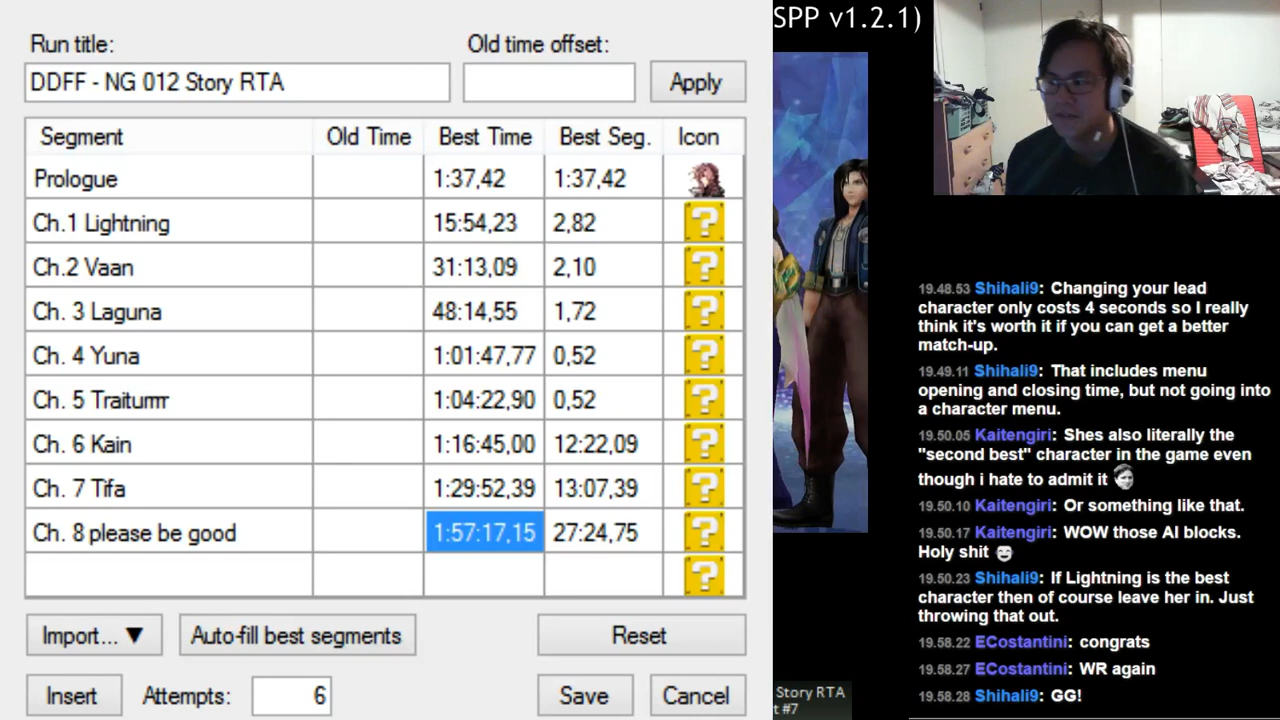 SPP v1.2.1)
Run title:
Old time offset:
DDFF - NG 012 Story RTA
Apply
Segment Old Time Best Time Best Seg. Icon
Prologue 1:37,42 1:37,42
Ch.1 Lightning 15:54,23 2,82
Ch.2 Vaan 31:13,09 2,10
Ch. 3 Laguna 48:14,55 1,72
Ch. 4 Yuna 1:01:47,77 0,52
Ch. 5 Traiturrr 1:04:22,90 0,52
Ch. 6 Kain 1:16:45,00 12:22,09
Ch. 7 Tifa 1:29:52,39 13:07,39
Ch. 8 please be good 1:57:17,15 27:24,75
Import... ▼ Auto-fill best segments Reset
Insert Attempts: 6 Save Cancel
Story RTA
t #7
19.48.53 Shihali9: Changing your lead
character only costs 4 seconds so I really
think it's worth it if you can get a better
match-up.
19.49.11 Shihali9: That includes menu
opening and closing time, but not going into
a character menu.
19.50.05 Kaitengiri: Shes also literally the
"second best" character in the game even
though i hate to admit it
19.50.10 Kaitengiri: Or something like that.
19.50.17 Kaitengiri: WOW those AI blocks.
Holy shit
19.50.23 Shihali9: If Lightning is the best
character then of course leave her in. Just
throwing that out.
19.58.22 ECostantini: congrats
19.58.27 ECostantini: WR again
19.58.28 Shihali9: GG!